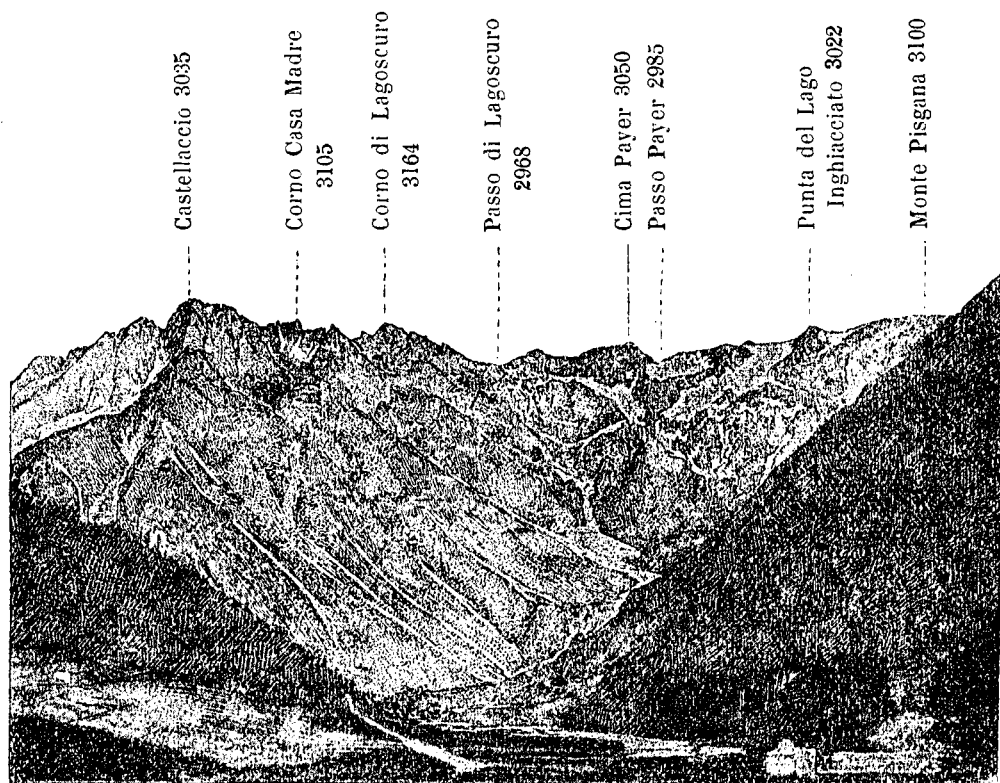 Castellaccio 3035
Corno Casa Madre
3105
Corno di Lagoscuro
3164
Passo di Lagoscuro
2968
Cima Payer 3050
Passo Payer 2985
Punta del Lago
Inghiacciato 3022
Monte Pisgana 3100